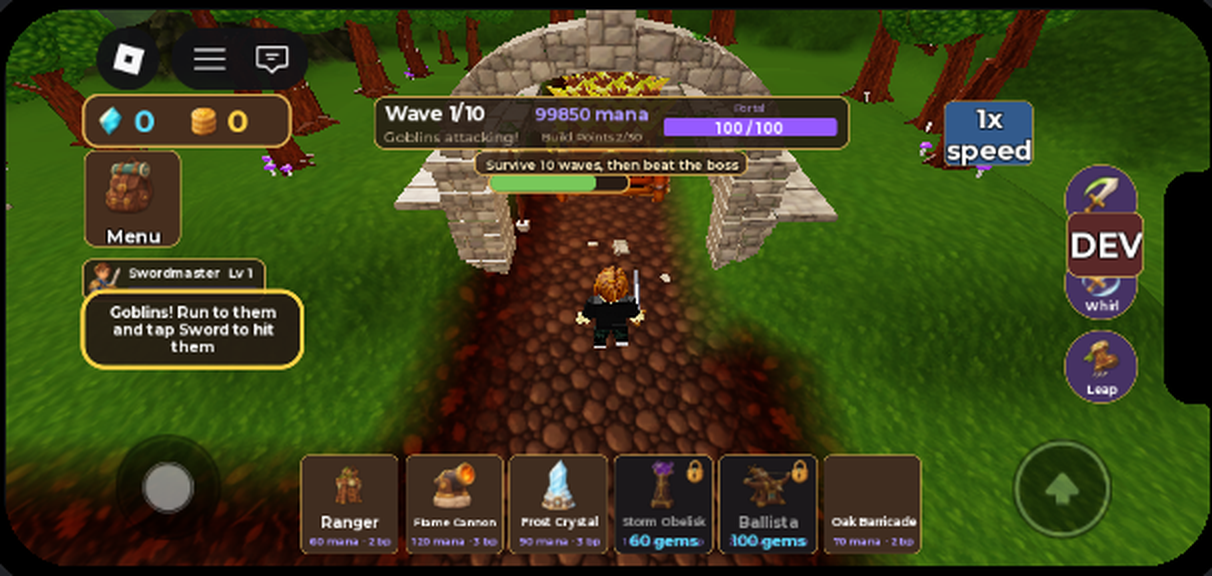 0 0
Wave 1/10
99850 mana
Portal
100/100
Goblins attacking!
Build Points 2/30
Survive 10 waves, then beat the boss
1x
speed
Menu
DEV
Swordmaster Lv 1
Whirl
Goblins! Run to them
and tap Sword to hit
them
Leap
Ranger
60 mana · 2 bp
Flame Cannon
120 mana · 3 bp
Frost Crystal
90 mana · 3 bp
Storm Obelisk
60 gems
Ballista
100 gems
Oak Barricade
70 mana · 2 bp